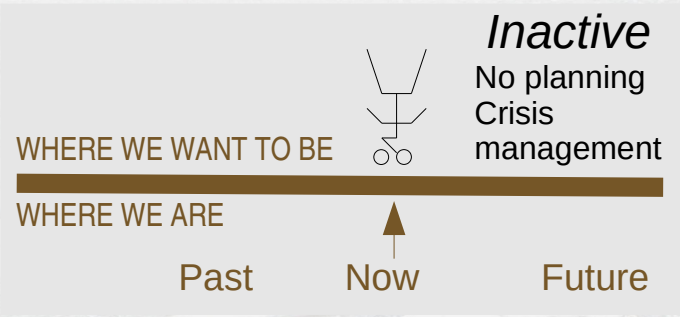 Inactive
No planning
Crisis
management
WHERE WE WANT TO BE
WHERE WE ARE
Past
Now
Future